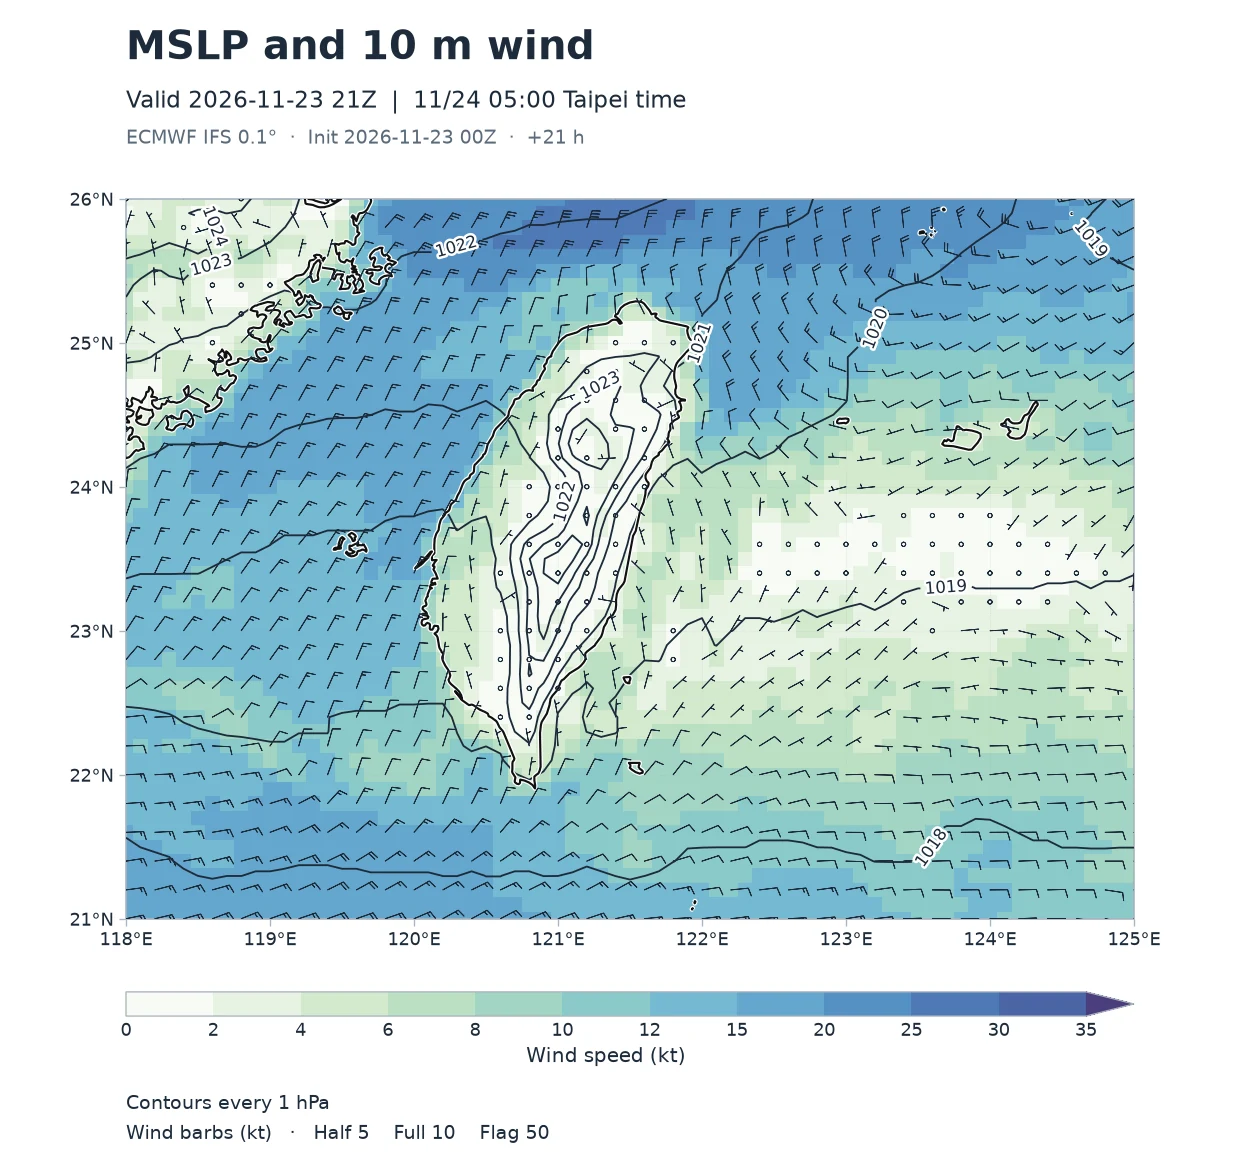 MSLP and 10 m wind
Valid 2026-11-23 21Z | 11/24 05:00 Taipei time
ECMWF IFS 0.1° · Init 2026-11-23 00Z · +21 h
26°N
25°N
24°N
23°N
22°N
21°N
1024
1023
1022
1019
1020
1021
1023
1022
1019
1018
118°E 119°E 120°E 121°E 122°E 123°E 124°E 125°E
0 2 4 6 8 10 12 15 20 25 30 35
Wind speed (kt)
Contours every 1 hPa
Wind barbs (kt) · Half 5 Full 10 Flag 50